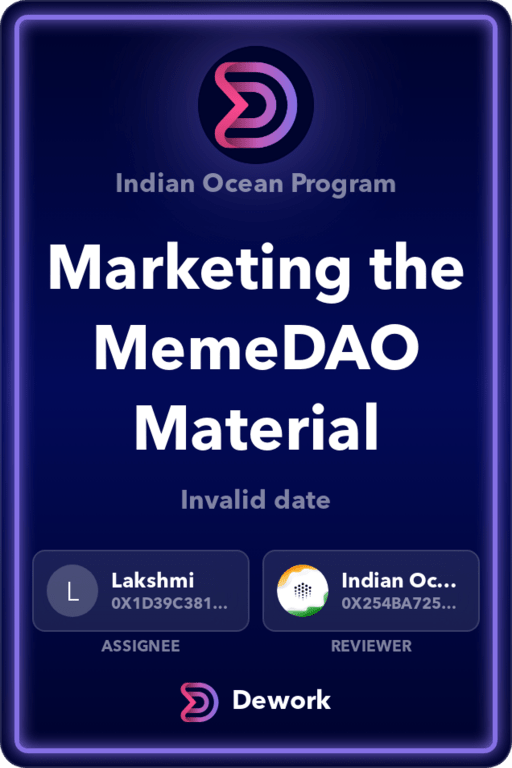 Indian Ocean Program
Marketing the
MemeDAO
Material
Invalid date
L
Lakshmi
0X1D39C381...
ASSIGNEE
Indian Oc...
0X254BA725...
REVIEWER
Dework